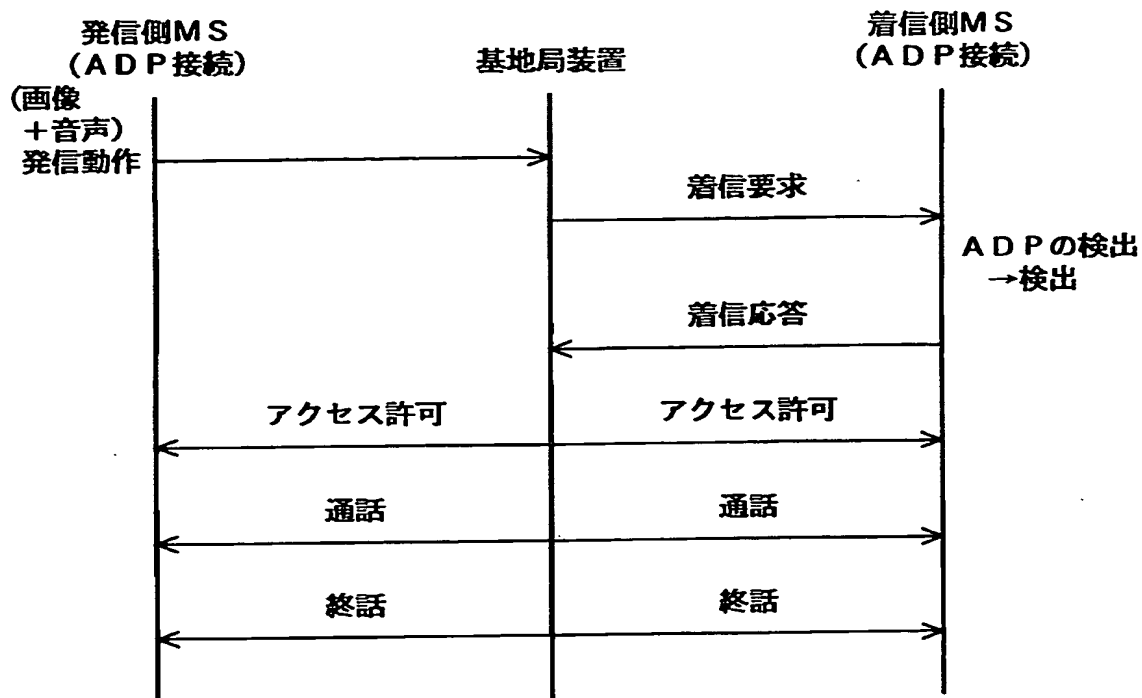 発信側ＭＳ
（ＡＤＰ接続）
基地局装置
着信側ＭＳ
（ＡＤＰ接続）
（画像
＋音声）
発信動作
着信要求
ＡＤＰの検出
→検出
着信応答
アクセス許可
アクセス許可
通話
通話
終話
終話